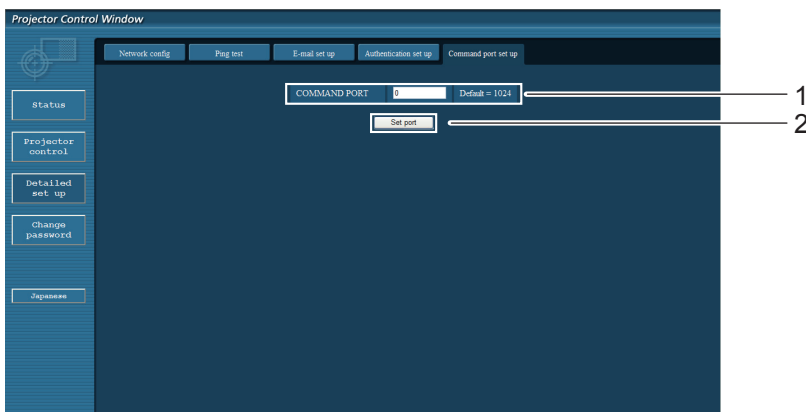 Projector Control Window
Network config Ping test E-mail set up Authentication set up Command port set up
COMMAND PORT 0 Default = 1024 1
Set port 2
Status
Projector
control
Detailed
set up
Change
password
Japanese